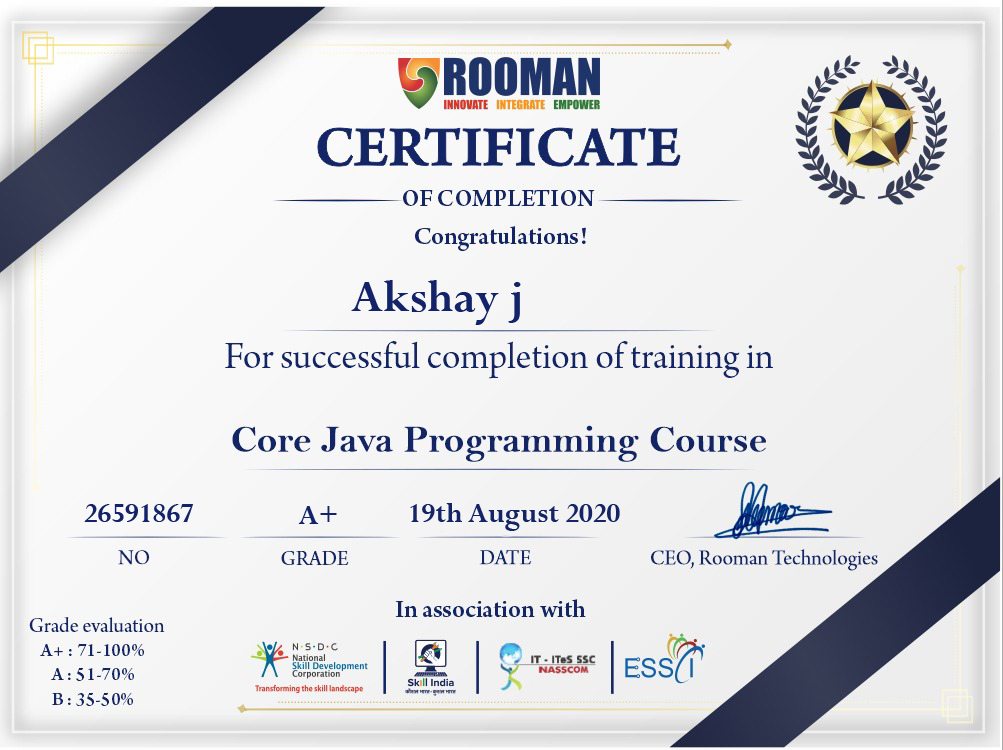 ROOMAN
INNOVATE INTEGRATE EMPOWER
CERTIFICATE
OF COMPLETION
Congratulations!
Akshay j
For successful completion of training in
Core Java Programming Course
26591867 A+ 19th August 2020
NO GRADE DATE CEO, Rooman Technologies
In association with
Grade evaluation
A+ : 71-100%
A : 51-70%
B : 35-50%
N·S·D·C
National
Skill Development
Corporation
Transforming the skill landscape
Skill India
कौशल भारत-कुशल भारत
IT - ITeS SSC
NASSCOM
ESSCI